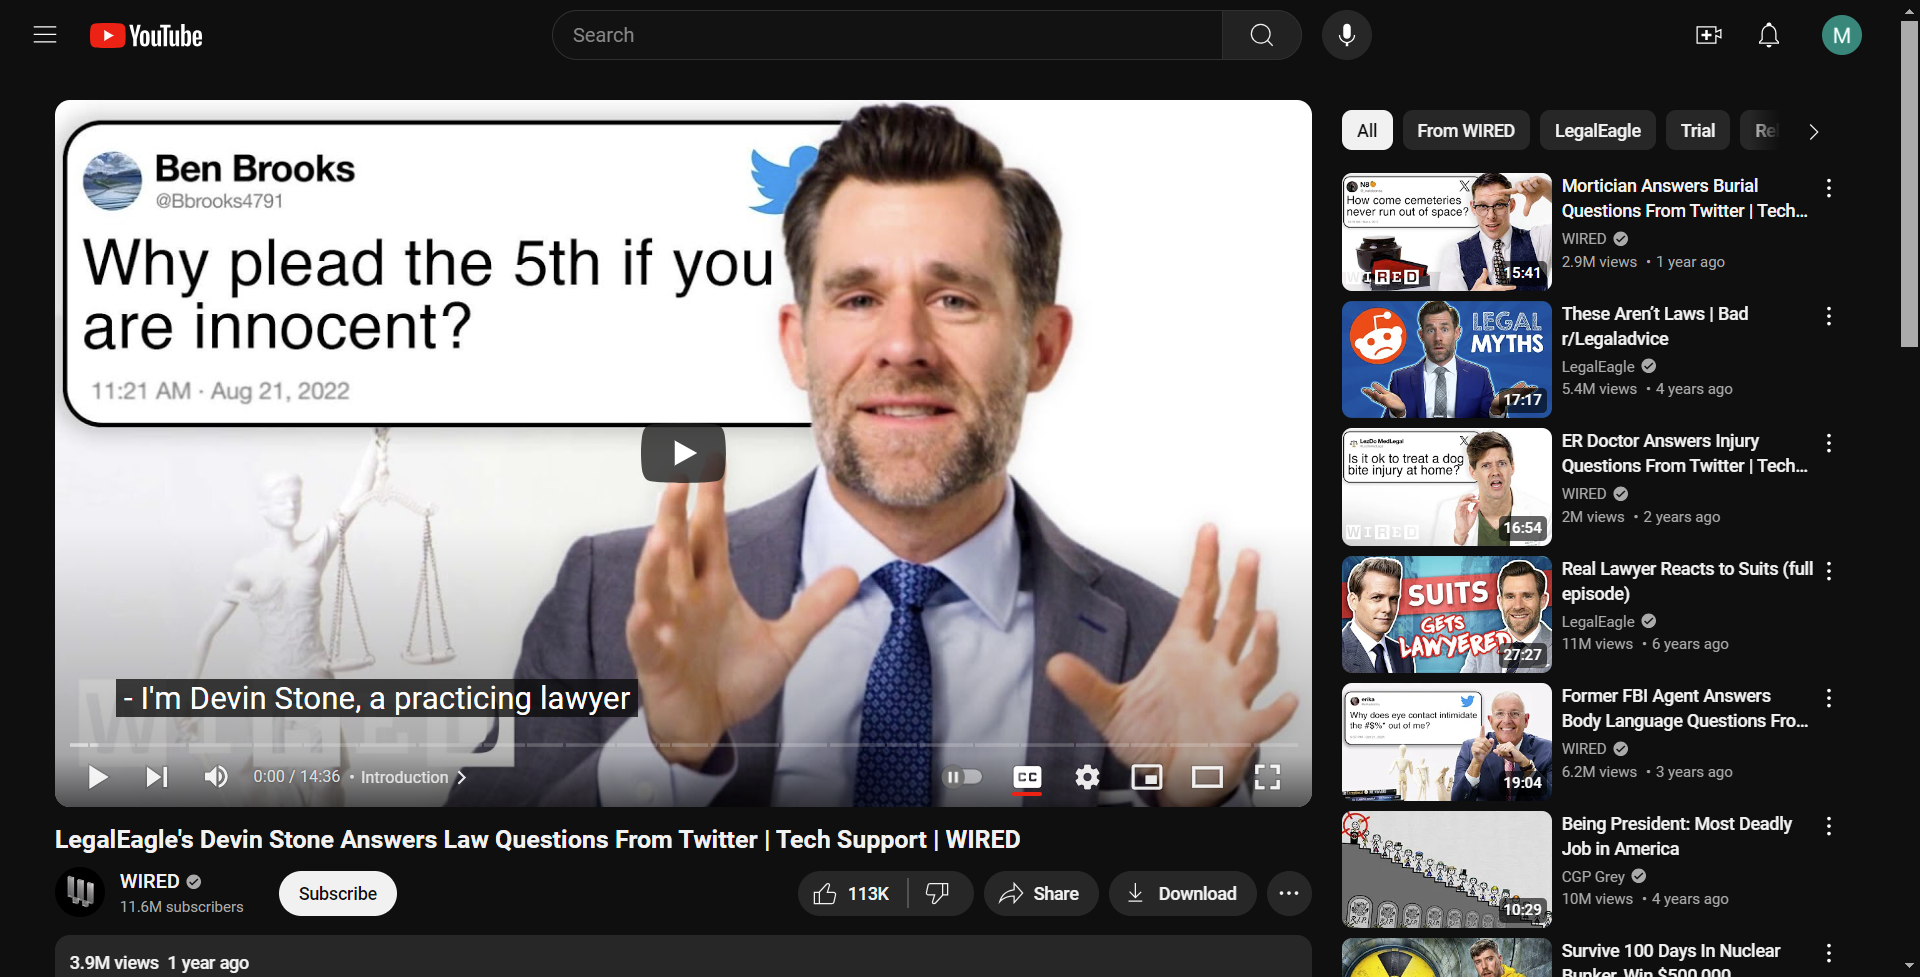 YouTube
Search
M
Ben Brooks
@Bbrooks4791
Why plead the 5th if you
are innocent?
11:21 AM · Aug 21, 2022
- I'm Devin Stone, a practicing lawyer
WIRED
0:00 / 14:36 • Introduction
CC
LegalEagle's Devin Stone Answers Law Questions From Twitter | Tech Support | WIRED
WIRED
11.6M subscribers
Subscribe
113K
Share
Download
3.9M views 1 year ago
All
From WIRED
LegalEagle
Trial
Rel
How come cemeteries
never run out of space?
WIRED
15:41
Mortician Answers Burial
Questions From Twitter | Tech...
WIRED
2.9M views • 1 year ago
LEGAL
MYTHS
17:17
These Aren't Laws | Bad
r/Legaladvice
LegalEagle
5.4M views • 4 years ago
LezDo MedLegal
Is it ok to treat a dog
bite injury at home?
WIRED
16:54
ER Doctor Answers Injury
Questions From Twitter | Tech...
WIRED
2M views • 2 years ago
SUITS
GETS
LAWYERED
27:27
Real Lawyer Reacts to Suits (full
episode)
LegalEagle
11M views • 6 years ago
erika
Why does eye contact intimidate
the #$%* out of me?
19:04
Former FBI Agent Answers
Body Language Questions Fro...
WIRED
6.2M views • 3 years ago
10:29
Being President: Most Deadly
Job in America
CGP Grey
10M views • 4 years ago
Survive 100 Days In Nuclear
Bunker, Win $500,000